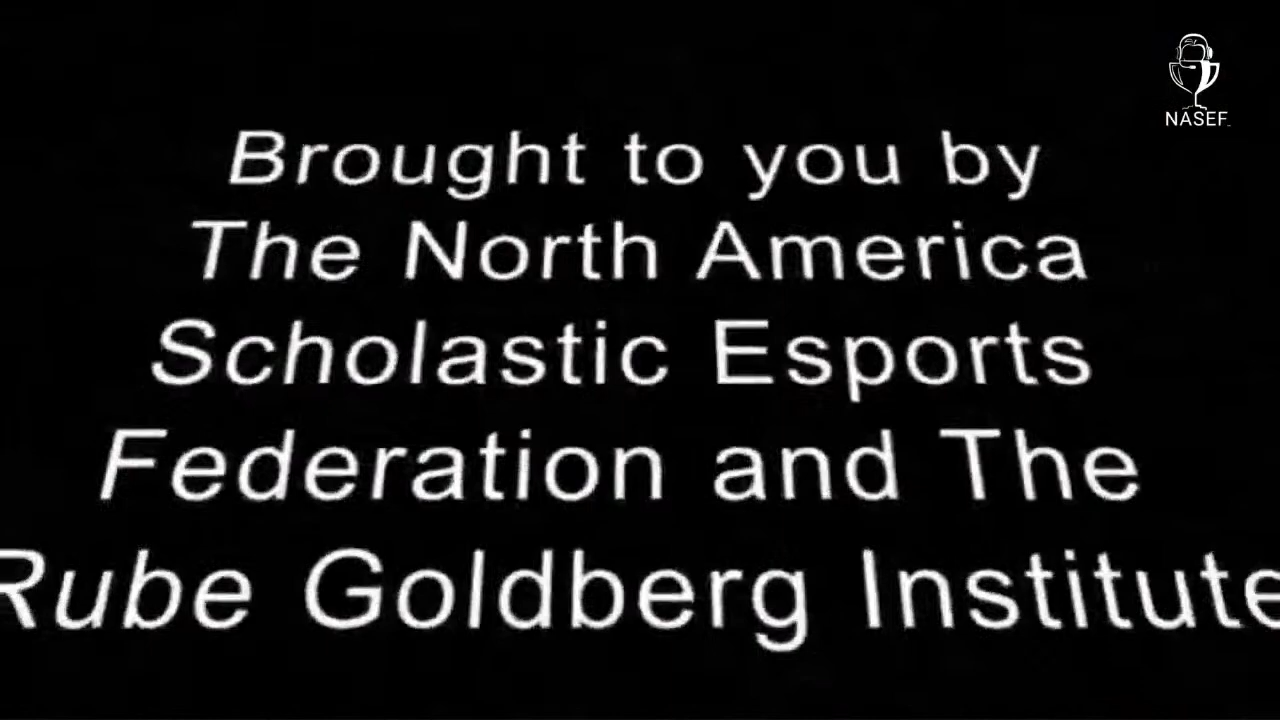 NASEF
Brought to you by
The North America
Scholastic Esports
Federation and The
Rube Goldberg Institute